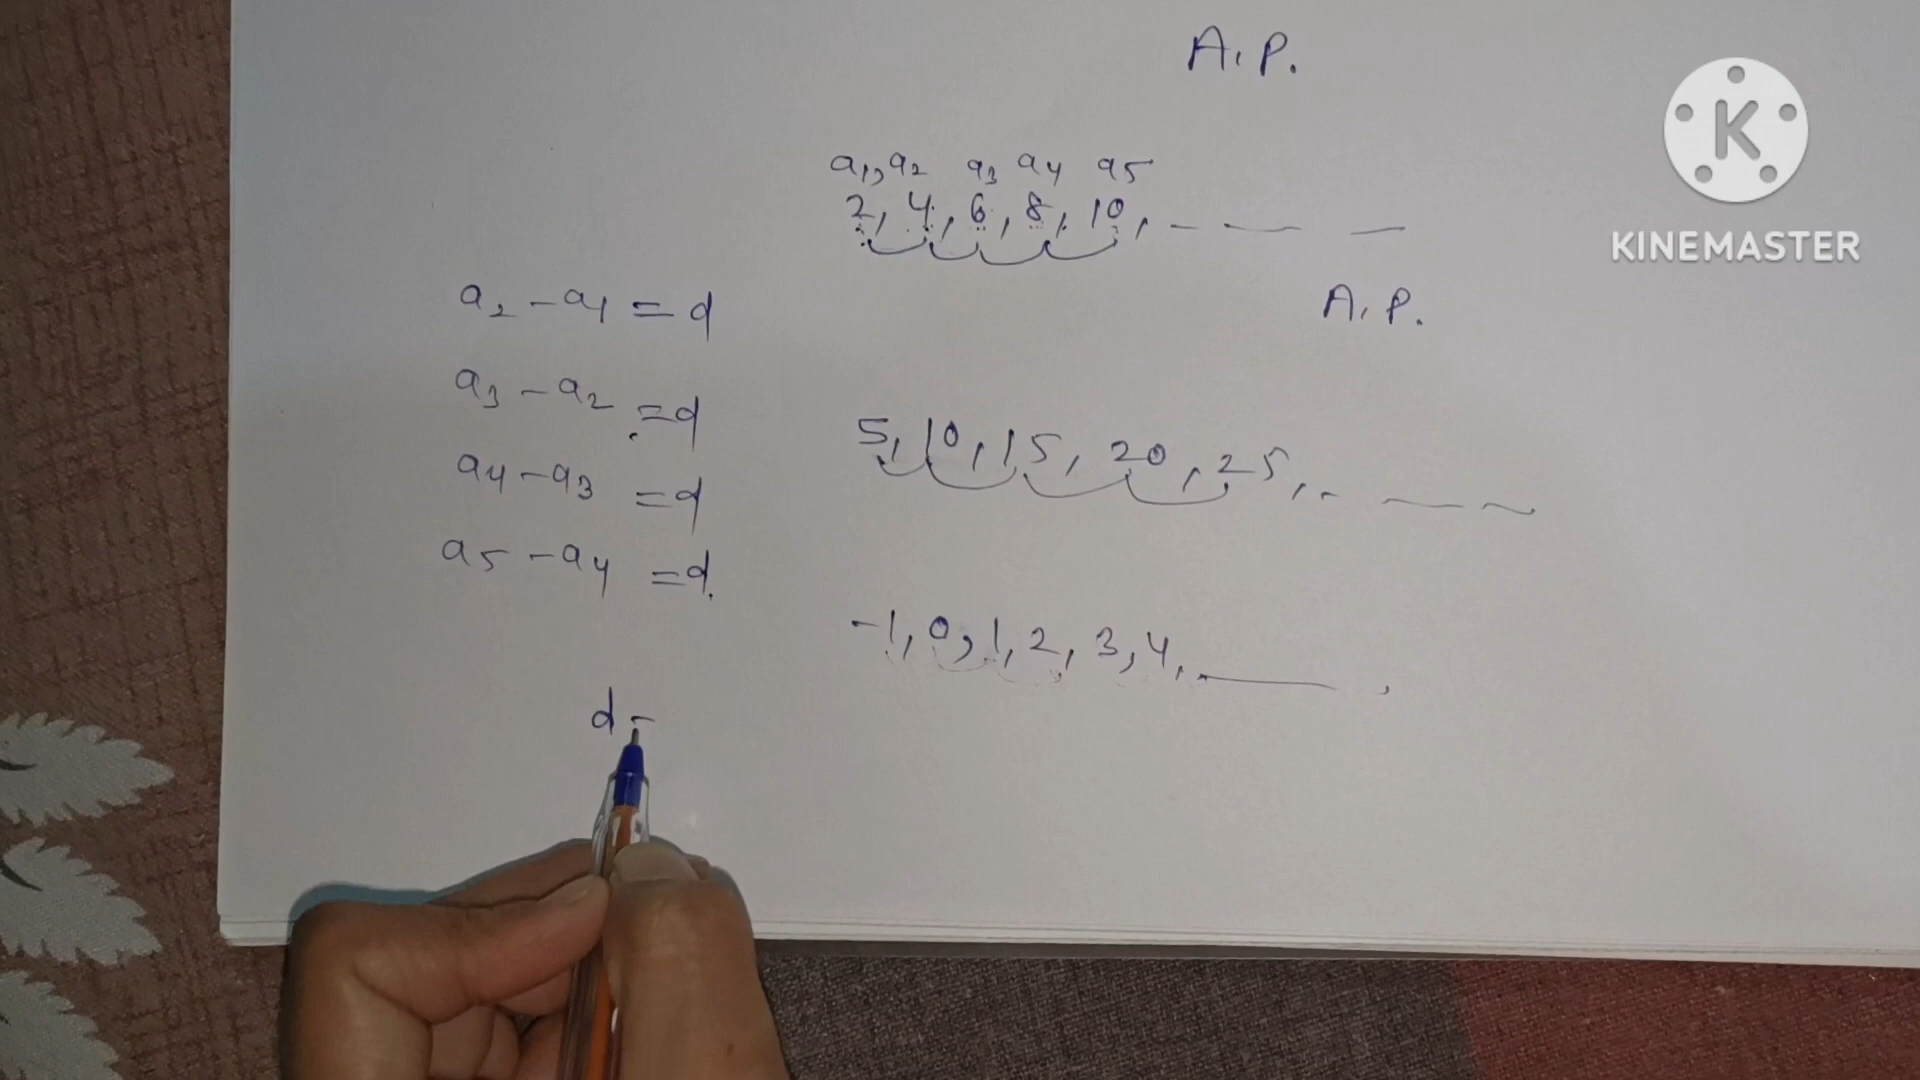 A.P.
a1, a2 a3 a4 a5
2, 4, 6, 8, 10, - — —
K
KINEMASTER
a2 - a1 = d
A.P.
a3 - a2 = d
5, 10, 15, 20, 25, - — ~
a4 - a3 = d
a5 - a4 = d.
-1, 0, 1, 2, 3, 4, —
d -